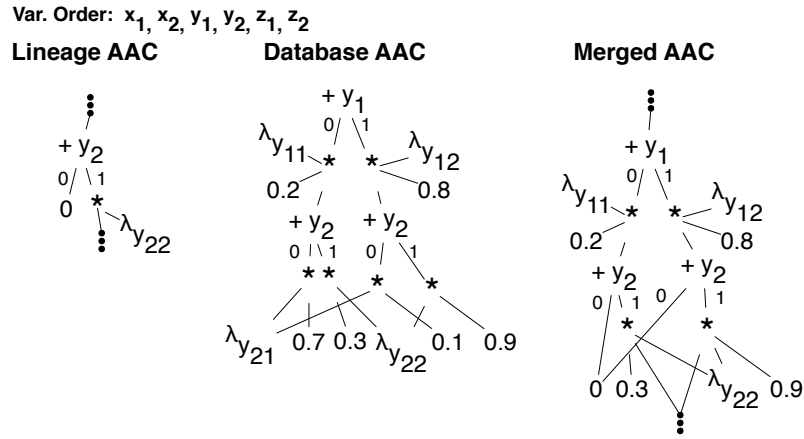 Var. Order: x1, x2, y1, y2, z1, z2
Lineage AAC
Database AAC
Merged AAC
+ y2
0 1
0 *
λy22
+ y1
0 1
λy11 * * λy12
0.2 0.8
+ y2 + y2
0 1 0 1
* * * *
λy21 0.7 0.3 λy22 0.1 0.9
+ y1
0 1
λy11 * * λy12
0.2 0.8
+ y2 + y2
0 1 0 1
* *
0 0.3 λy22 0.9